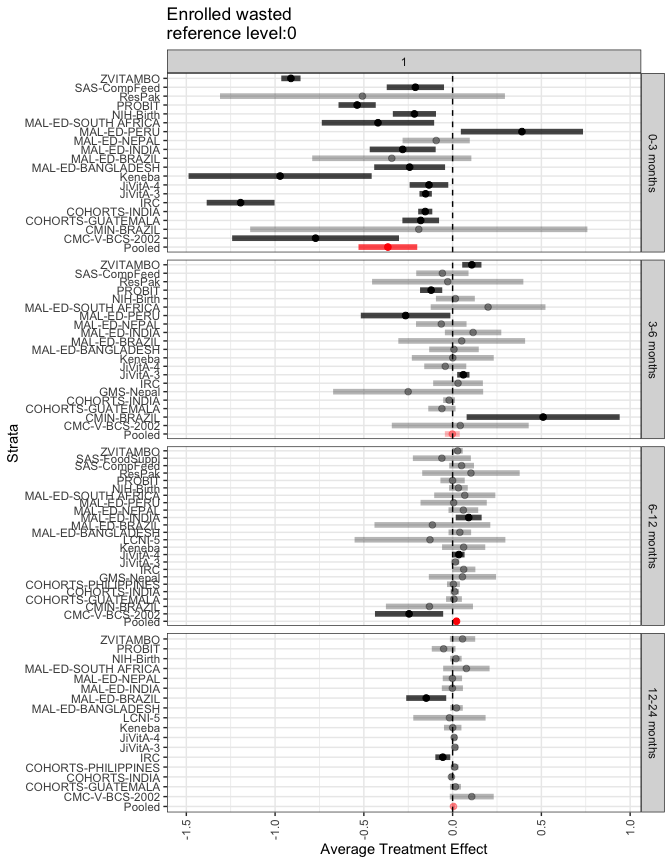 Enrolled wasted
reference level:0
1
Strata
ZVITAMBO
SAS-CompFeed
ResPak
PROBIT
NIH-Birth
MAL-ED-SOUTH AFRICA
MAL-ED-PERU
MAL-ED-NEPAL
MAL-ED-INDIA
MAL-ED-BRAZIL
MAL-ED-BANGLADESH
Keneba
JiVitA-4
JiVitA-3
IRC
COHORTS-INDIA
COHORTS-GUATEMALA
CMIN-BRAZIL
CMC-V-BCS-2002
Pooled
0-3 months
ZVITAMBO
SAS-CompFeed
ResPak
PROBIT
NIH-Birth
MAL-ED-SOUTH AFRICA
MAL-ED-PERU
MAL-ED-NEPAL
MAL-ED-INDIA
MAL-ED-BRAZIL
MAL-ED-BANGLADESH
Keneba
JiVitA-4
JiVitA-3
IRC
GMS-Nepal
COHORTS-INDIA
COHORTS-GUATEMALA
CMIN-BRAZIL
CMC-V-BCS-2002
Pooled
3-6 months
ZVITAMBO
SAS-FoodSuppl
SAS-CompFeed
ResPak
PROBIT
NIH-Birth
MAL-ED-SOUTH AFRICA
MAL-ED-PERU
MAL-ED-NEPAL
MAL-ED-INDIA
MAL-ED-BRAZIL
MAL-ED-BANGLADESH
LCNI-5
Keneba
JiVitA-4
JiVitA-3
IRC
GMS-Nepal
COHORTS-PHILIPPINES
COHORTS-INDIA
COHORTS-GUATEMALA
CMIN-BRAZIL
CMC-V-BCS-2002
Pooled
6-12 months
ZVITAMBO
PROBIT
NIH-Birth
MAL-ED-SOUTH AFRICA
MAL-ED-NEPAL
MAL-ED-INDIA
MAL-ED-BRAZIL
MAL-ED-BANGLADESH
LCNI-5
Keneba
JiVitA-4
JiVitA-3
IRC
COHORTS-PHILIPPINES
COHORTS-INDIA
COHORTS-GUATEMALA
CMC-V-BCS-2002
Pooled
12-24 months
-1.5
-1.0
-0.5
0.0
0.5
1.0
Average Treatment Effect